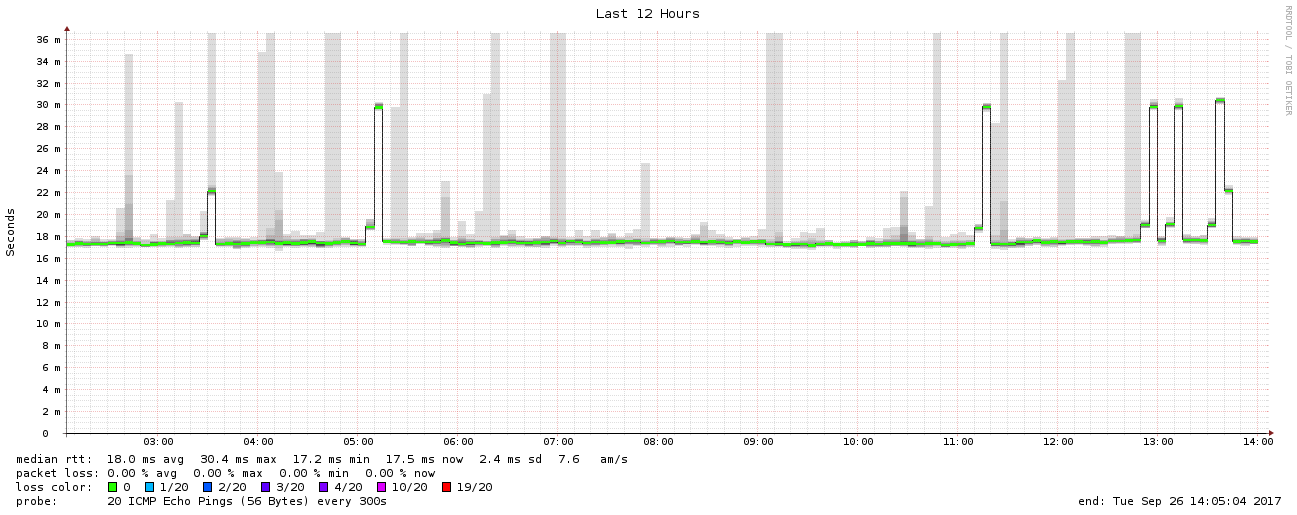 Last 12 Hours
RRDTOOL / TOBI OETIKER
Seconds
36 m
34 m
32 m
30 m
28 m
26 m
24 m
22 m
20 m
18 m
16 m
14 m
12 m
10 m
8 m
6 m
4 m
2 m
0
03:00 04:00 05:00 06:00 07:00 08:00 09:00 10:00 11:00 12:00 13:00 14:00
median rtt: 18.0 ms avg 30.4 ms max 17.2 ms min 17.5 ms now 2.4 ms sd 7.6 am/s
packet loss: 0.00 % avg 0.00 % max 0.00 % min 0.00 % now
loss color: 0 1/20 2/20 3/20 4/20 10/20 19/20
probe: 20 ICMP Echo Pings (56 Bytes) every 300s end: Tue Sep 26 14:05:04 2017